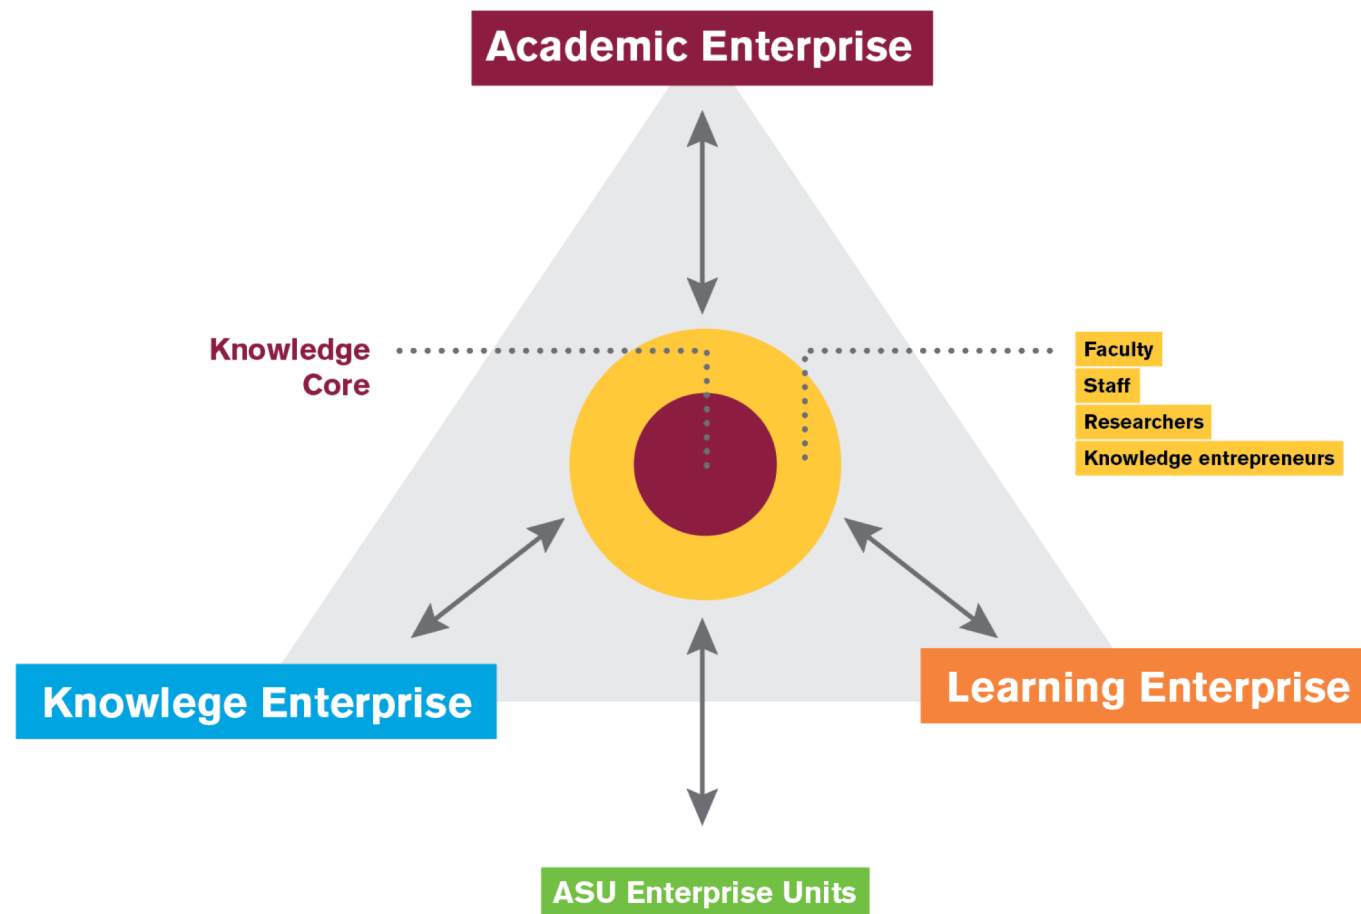 Academic Enterprise
Knowledge
Core
Faculty
Staff
Researchers
Knowledge entrepreneurs
Knowlege Enterprise
Learning Enterprise
ASU Enterprise Units